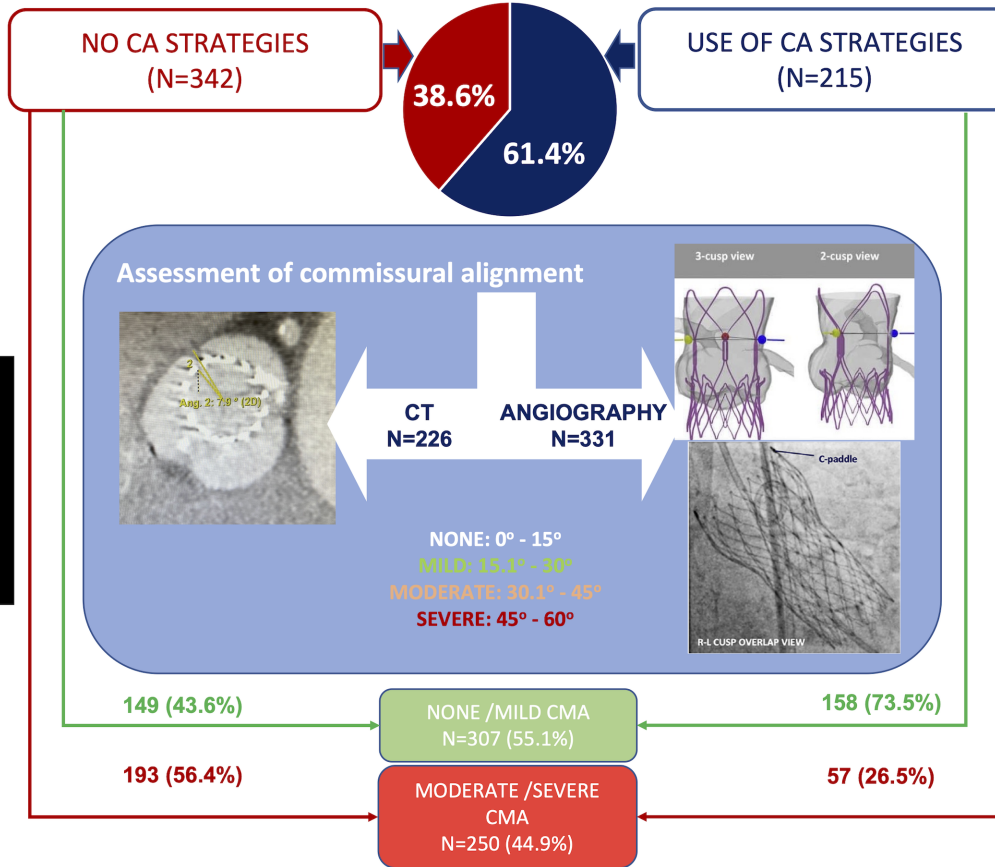 NO CA STRATEGIES
(N=342)
38.6%
61.4%
USE OF CA STRATEGIES
(N=215)
Assessment of commissural alignment
3-cusp view
2-cusp view
2
Ang. 2: 7.9 ° (2D)
CT
N=226
ANGIOGRAPHY
N=331
C-paddle
NONE: 0º - 15º
MILD: 15.1º - 30º
MODERATE: 30.1º - 45º
SEVERE: 45º - 60º
R-L CUSP OVERLAP VIEW
149 (43.6%)
NONE /MILD CMA
N=307 (55.1%)
158 (73.5%)
193 (56.4%)
MODERATE /SEVERE
CMA
N=250 (44.9%)
57 (26.5%)